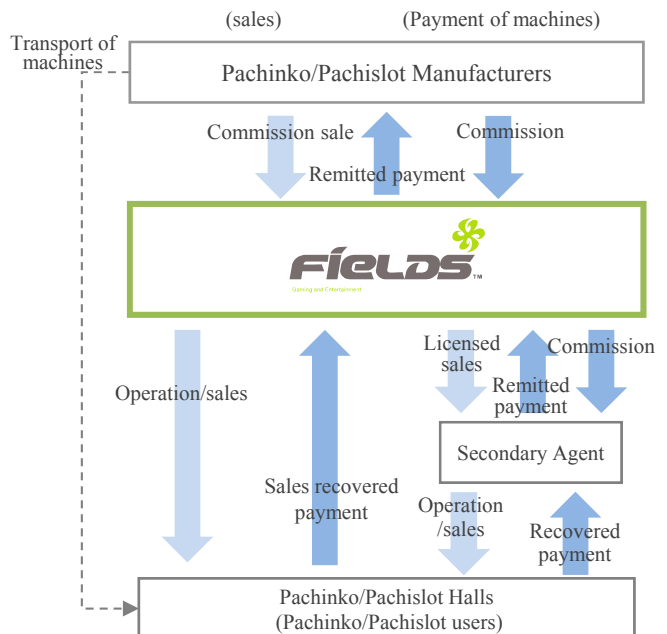 (sales) (Payment of machines)
Transport of
machines
Pachinko/Pachislot Manufacturers
Commission sale
Commission
Remitted payment
FIELDS™
Gaming and Entertainment
Licensed
sales
Commission
Remitted
payment
Operation/sales
Secondary Agent
Sales recovered
payment
Operation
/sales
Recovered
payment
Pachinko/Pachislot Halls
(Pachinko/Pachislot users)